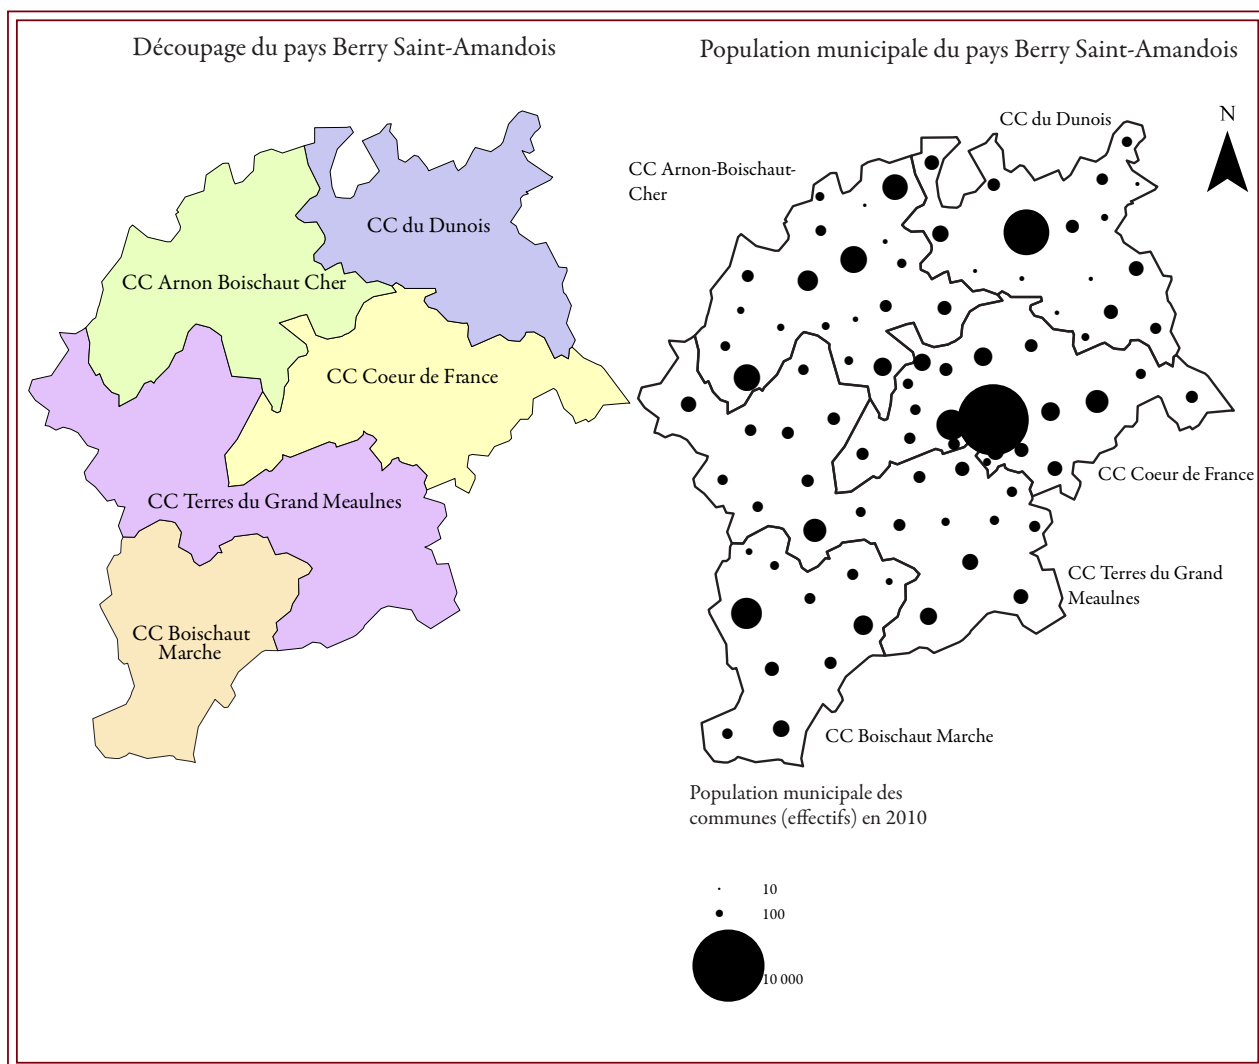 Découpage du pays Berry Saint-Amandois
CC du Dunois
CC Arnon Boischaut Cher
CC Coeur de France
CC Terres du Grand Meaulnes
CC Boischaut
Marche
Population municipale du pays Berry Saint-Amandois
N
CC du Dunois
CC Arnon-Boischaut-
Cher
CC Coeur de France
CC Terres du Grand
Meaulnes
CC Boischaut Marche
Population municipale des
communes (effectifs) en 2010
10
100
10 000